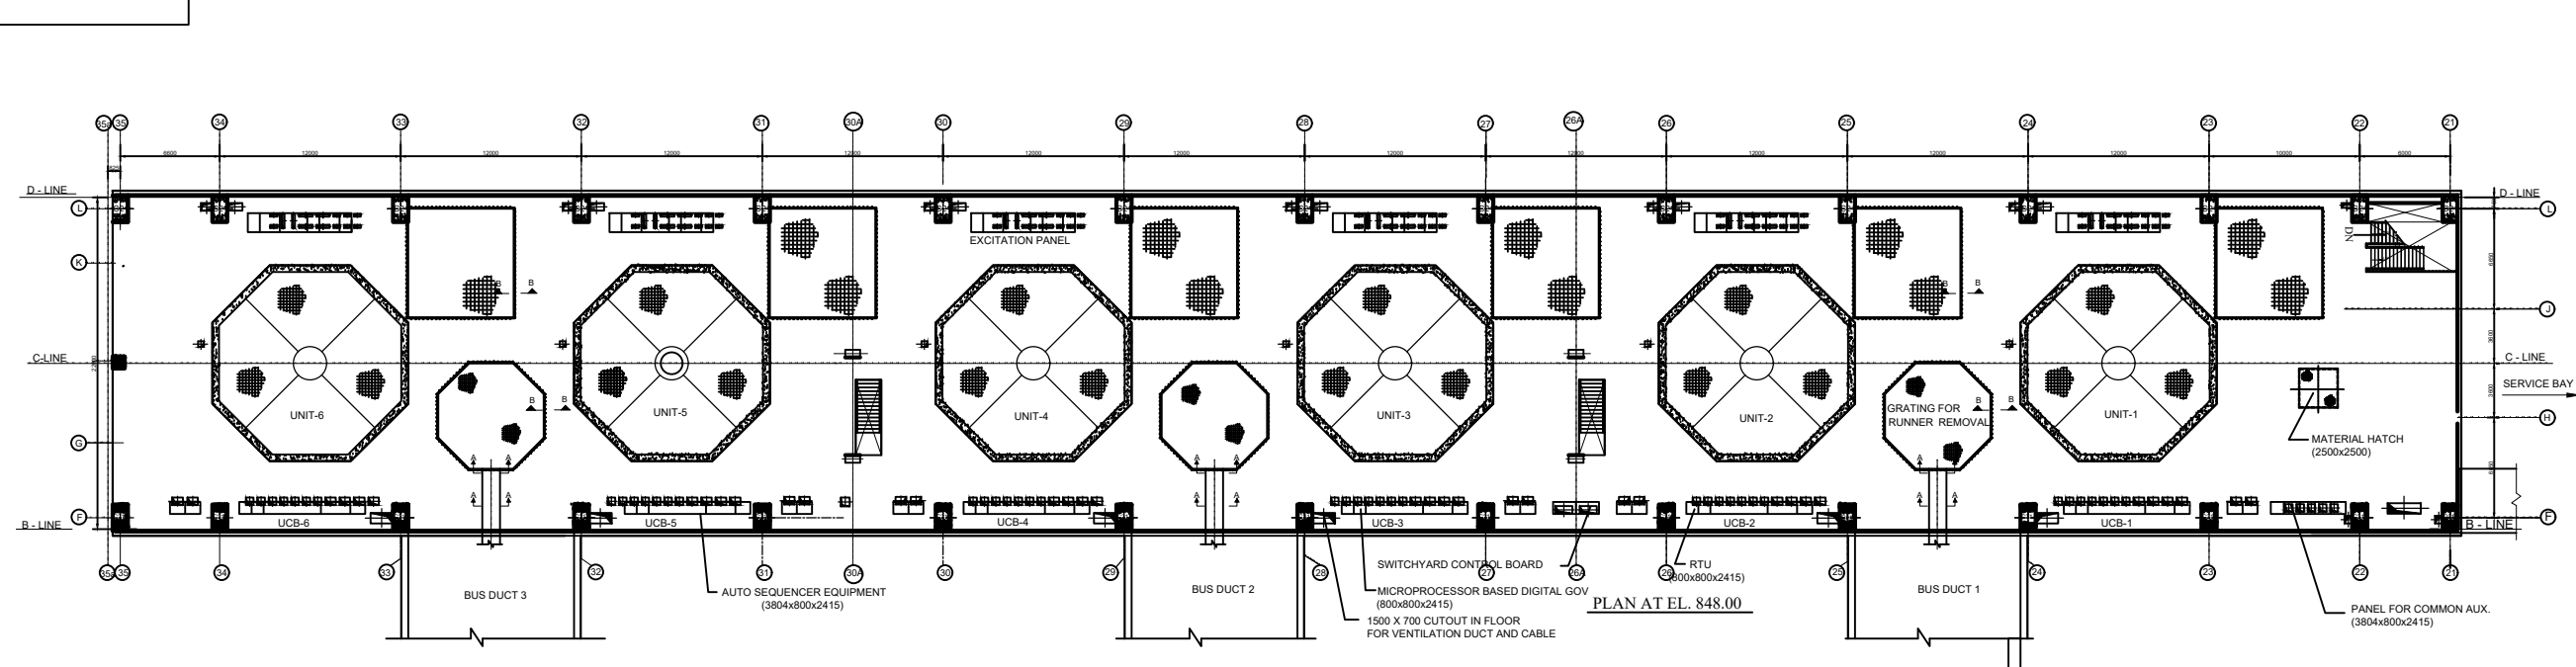 35a 35 34 33 32 31 30A 30 29 28 27 26A 26 25 24 23 22 21
6600 12000 12000 12000 12000 12000 12000 12000 12000 12000 12000 12000 10000 6000
D - LINE
D - LINE
L
L
DN
EXCITATION PANEL
K
B B
B B
J
C-LINE
C - LINE
SERVICE BAY
B B
B B
UNIT-6
UNIT-5
UNIT-4
UNIT-3
UNIT-2
GRATING FOR
RUNNER REMOVAL
UNIT-1
H
G
MATERIAL HATCH
(2500x2500)
A A
A A
A A
A A
A A
A A
F
F
B - LINE
UCB-6
UCB-5
UCB-4
UCB-3
UCB-2
UCB-1
B - LINE
35a 35 34 33 32 31 30A 30 29 28 27 26A 26 25 24 23 22 21
SWITCHYARD CONTROL BOARD
RTU
(800x800x2415)
BUS DUCT 3
AUTO SEQUENCER EQUIPMENT
(3804x800x2415)
BUS DUCT 2
MICROPROCESSOR BASED DIGITAL GOV
(800x800x2415)
1500 X 700 CUTOUT IN FLOOR
FOR VENTILATION DUCT AND CABLE
PLAN AT EL. 848.00
BUS DUCT 1
PANEL FOR COMMON AUX.
(3804x800x2415)